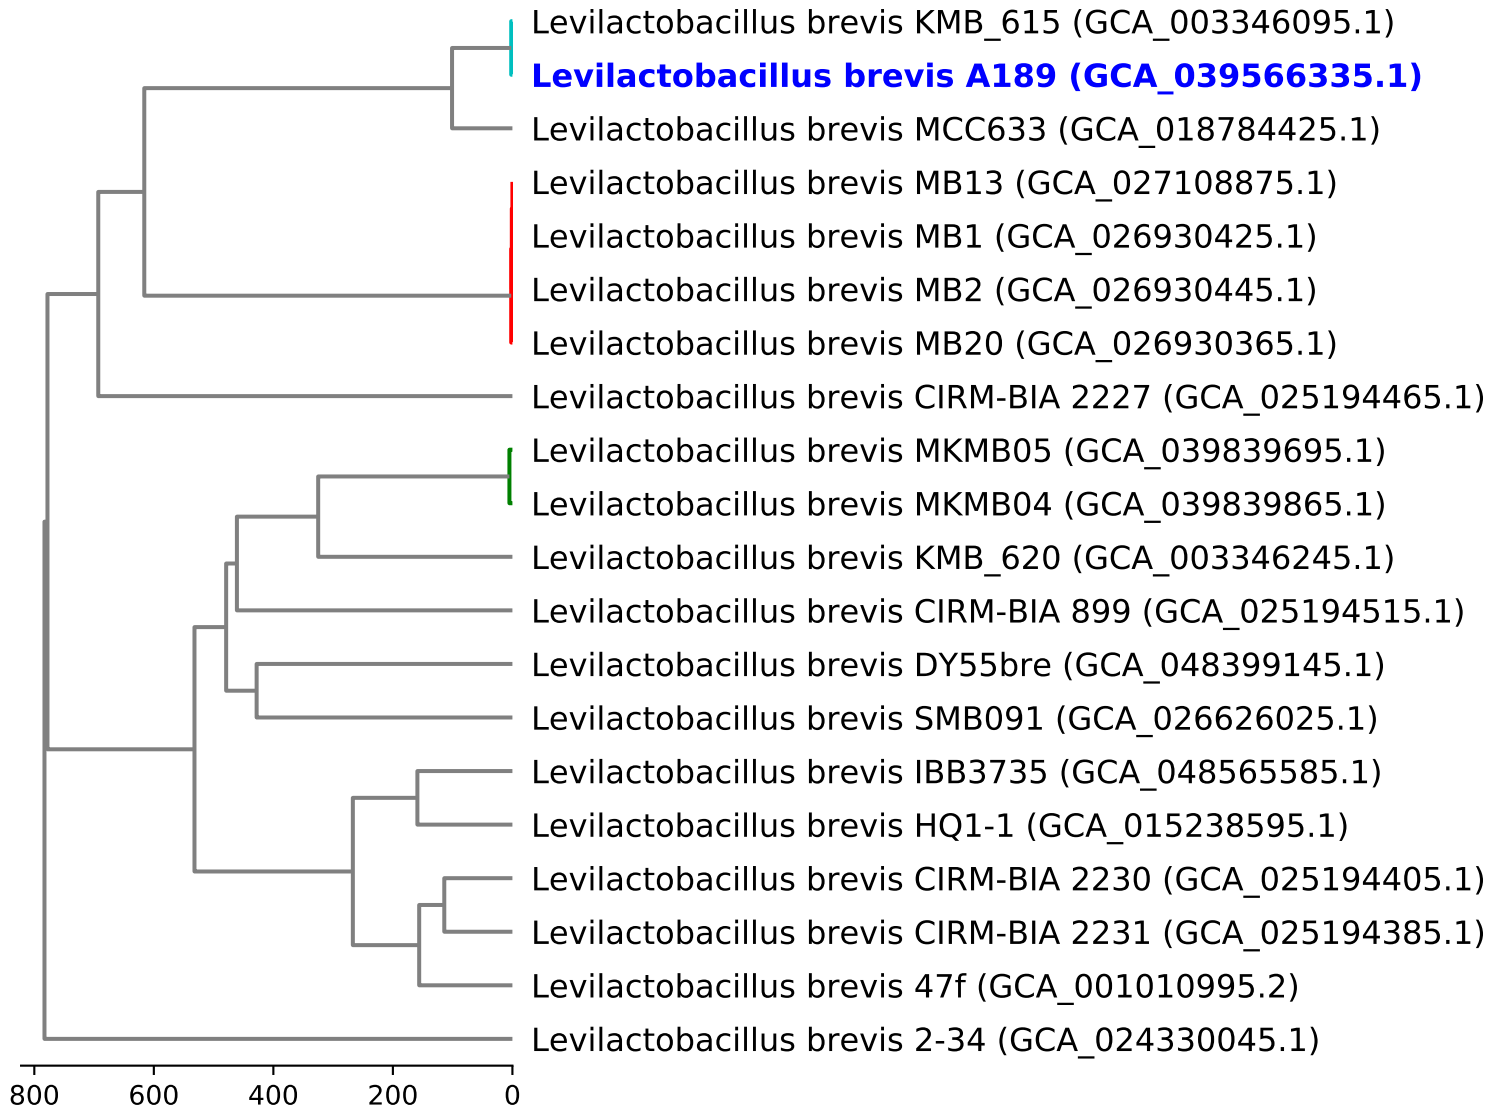 Levilactobacillus brevis KMB_615 (GCA_003346095.1)
Levilactobacillus brevis A189 (GCA_039566335.1)
Levilactobacillus brevis MCC633 (GCA_018784425.1)
Levilactobacillus brevis MB13 (GCA_027108875.1)
Levilactobacillus brevis MB1 (GCA_026930425.1)
Levilactobacillus brevis MB2 (GCA_026930445.1)
Levilactobacillus brevis MB20 (GCA_026930365.1)
Levilactobacillus brevis CIRM-BIA 2227 (GCA_025194465.1)
Levilactobacillus brevis MKMB05 (GCA_039839695.1)
Levilactobacillus brevis MKMB04 (GCA_039839865.1)
Levilactobacillus brevis KMB_620 (GCA_003346245.1)
Levilactobacillus brevis CIRM-BIA 899 (GCA_025194515.1)
Levilactobacillus brevis DY55bre (GCA_048399145.1)
Levilactobacillus brevis SMB091 (GCA_026626025.1)
Levilactobacillus brevis IBB3735 (GCA_048565585.1)
Levilactobacillus brevis HQ1-1 (GCA_015238595.1)
Levilactobacillus brevis CIRM-BIA 2230 (GCA_025194405.1)
Levilactobacillus brevis CIRM-BIA 2231 (GCA_025194385.1)
Levilactobacillus brevis 47f (GCA_001010995.2)
Levilactobacillus brevis 2-34 (GCA_024330045.1)
800 600 400 200 0